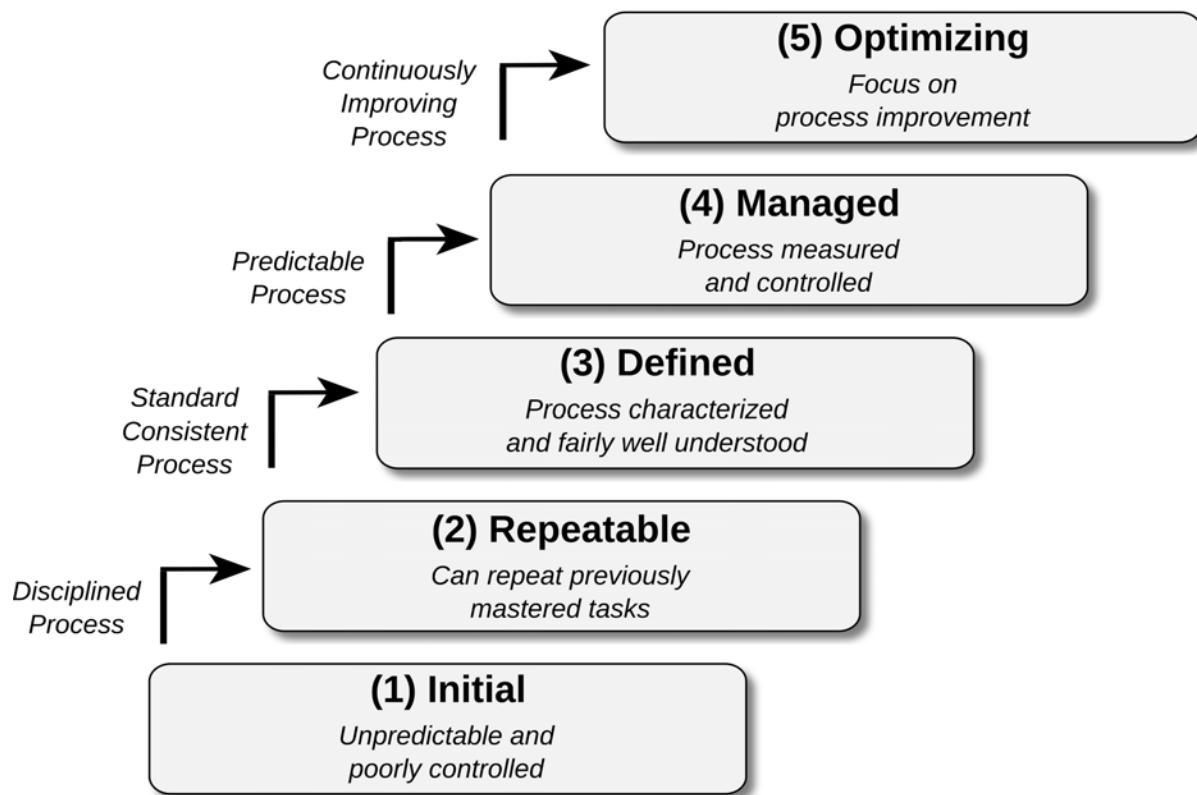 (5) Optimizing
Focus on
process improvement
Continuously
Improving
Process
(4) Managed
Process measured
and controlled
Predictable
Process
(3) Defined
Process characterized
and fairly well understood
Standard
Consistent
Process
(2) Repeatable
Can repeat previously
mastered tasks
Disciplined
Process
(1) Initial
Unpredictable and
poorly controlled